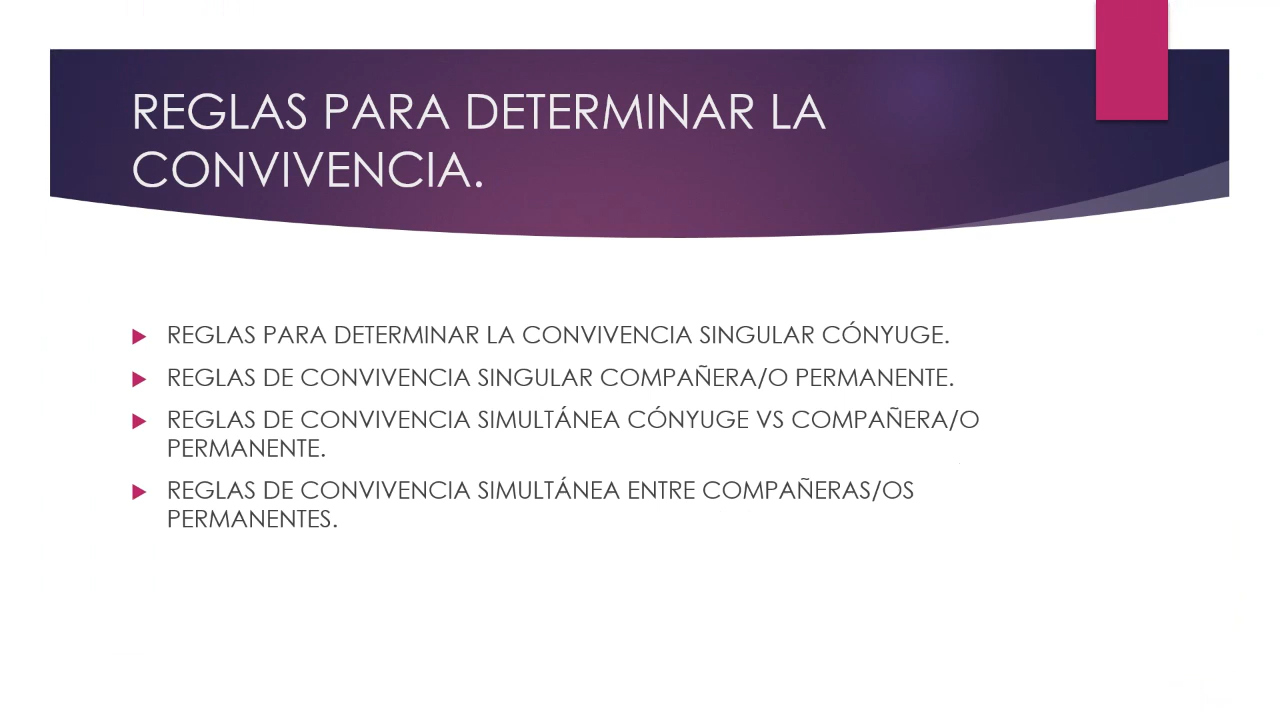 REGLAS PARA DETERMINAR LA
CONVIVENCIA.
REGLAS PARA DETERMINAR LA CONVIVENCIA SINGULAR CÓNYUGE.
REGLAS DE CONVIVENCIA SINGULAR COMPAÑERA/O PERMANENTE.
REGLAS DE CONVIVENCIA SIMULTÁNEA CÓNYUGE VS COMPAÑERA/O
PERMANENTE.
REGLAS DE CONVIVENCIA SIMULTÁNEA ENTRE COMPAÑERAS/OS
PERMANENTES.